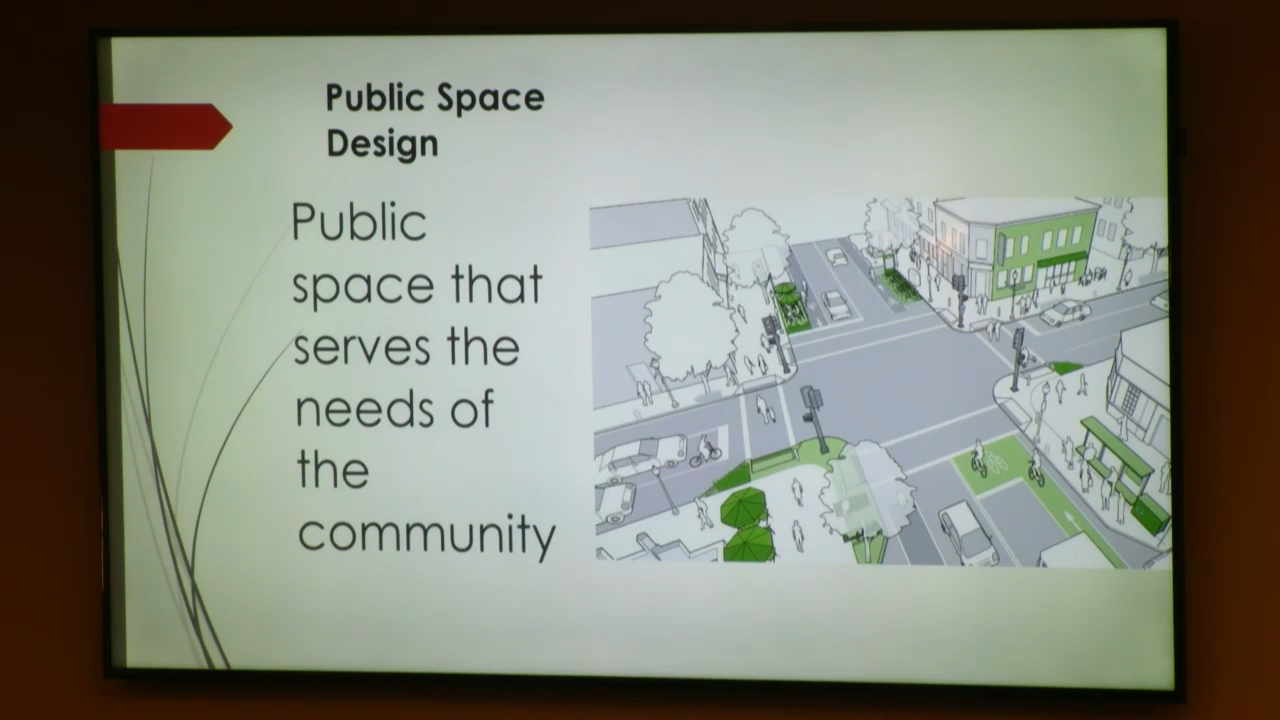 Public Space
Design
Public
space that
serves the
needs of
the
community